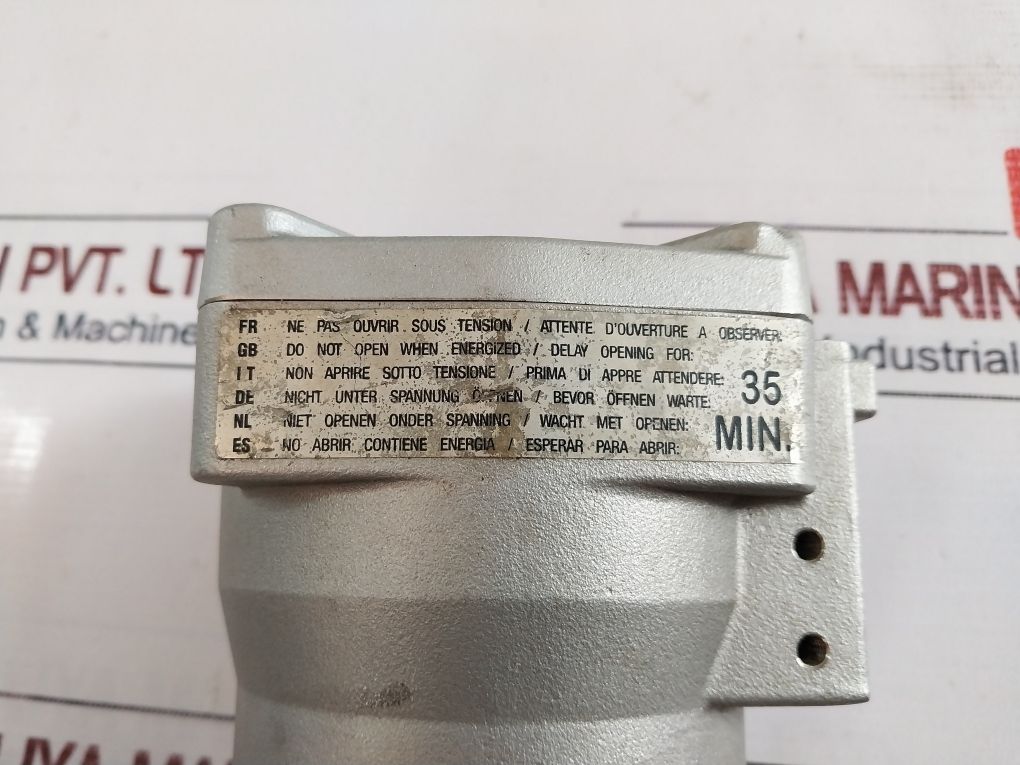 H PVT. LT
A MARIN
n & Machine
ndustrial
FR NE PAS OUVRIR SOUS TENSION / ATTENTE D'OUVERTURE A OBSERVER:
GB DO NOT OPEN WHEN ENERGIZED / DELAY OPENING FOR:
IT NON APRIRE SOTTO TENSIONE / PRIMA DI APPRE ATTENDERE:
DE NICHT UNTER SPANNUNG ÖFFNEN / BEVOR ÖFFNEN WARTE:
NL NIET OPENEN ONDER SPANNING / WACHT MET OPENEN:
ES NO ABRIR CONTIENE ENERGIA / ESPERAR PARA ABRIR:
35
MIN.